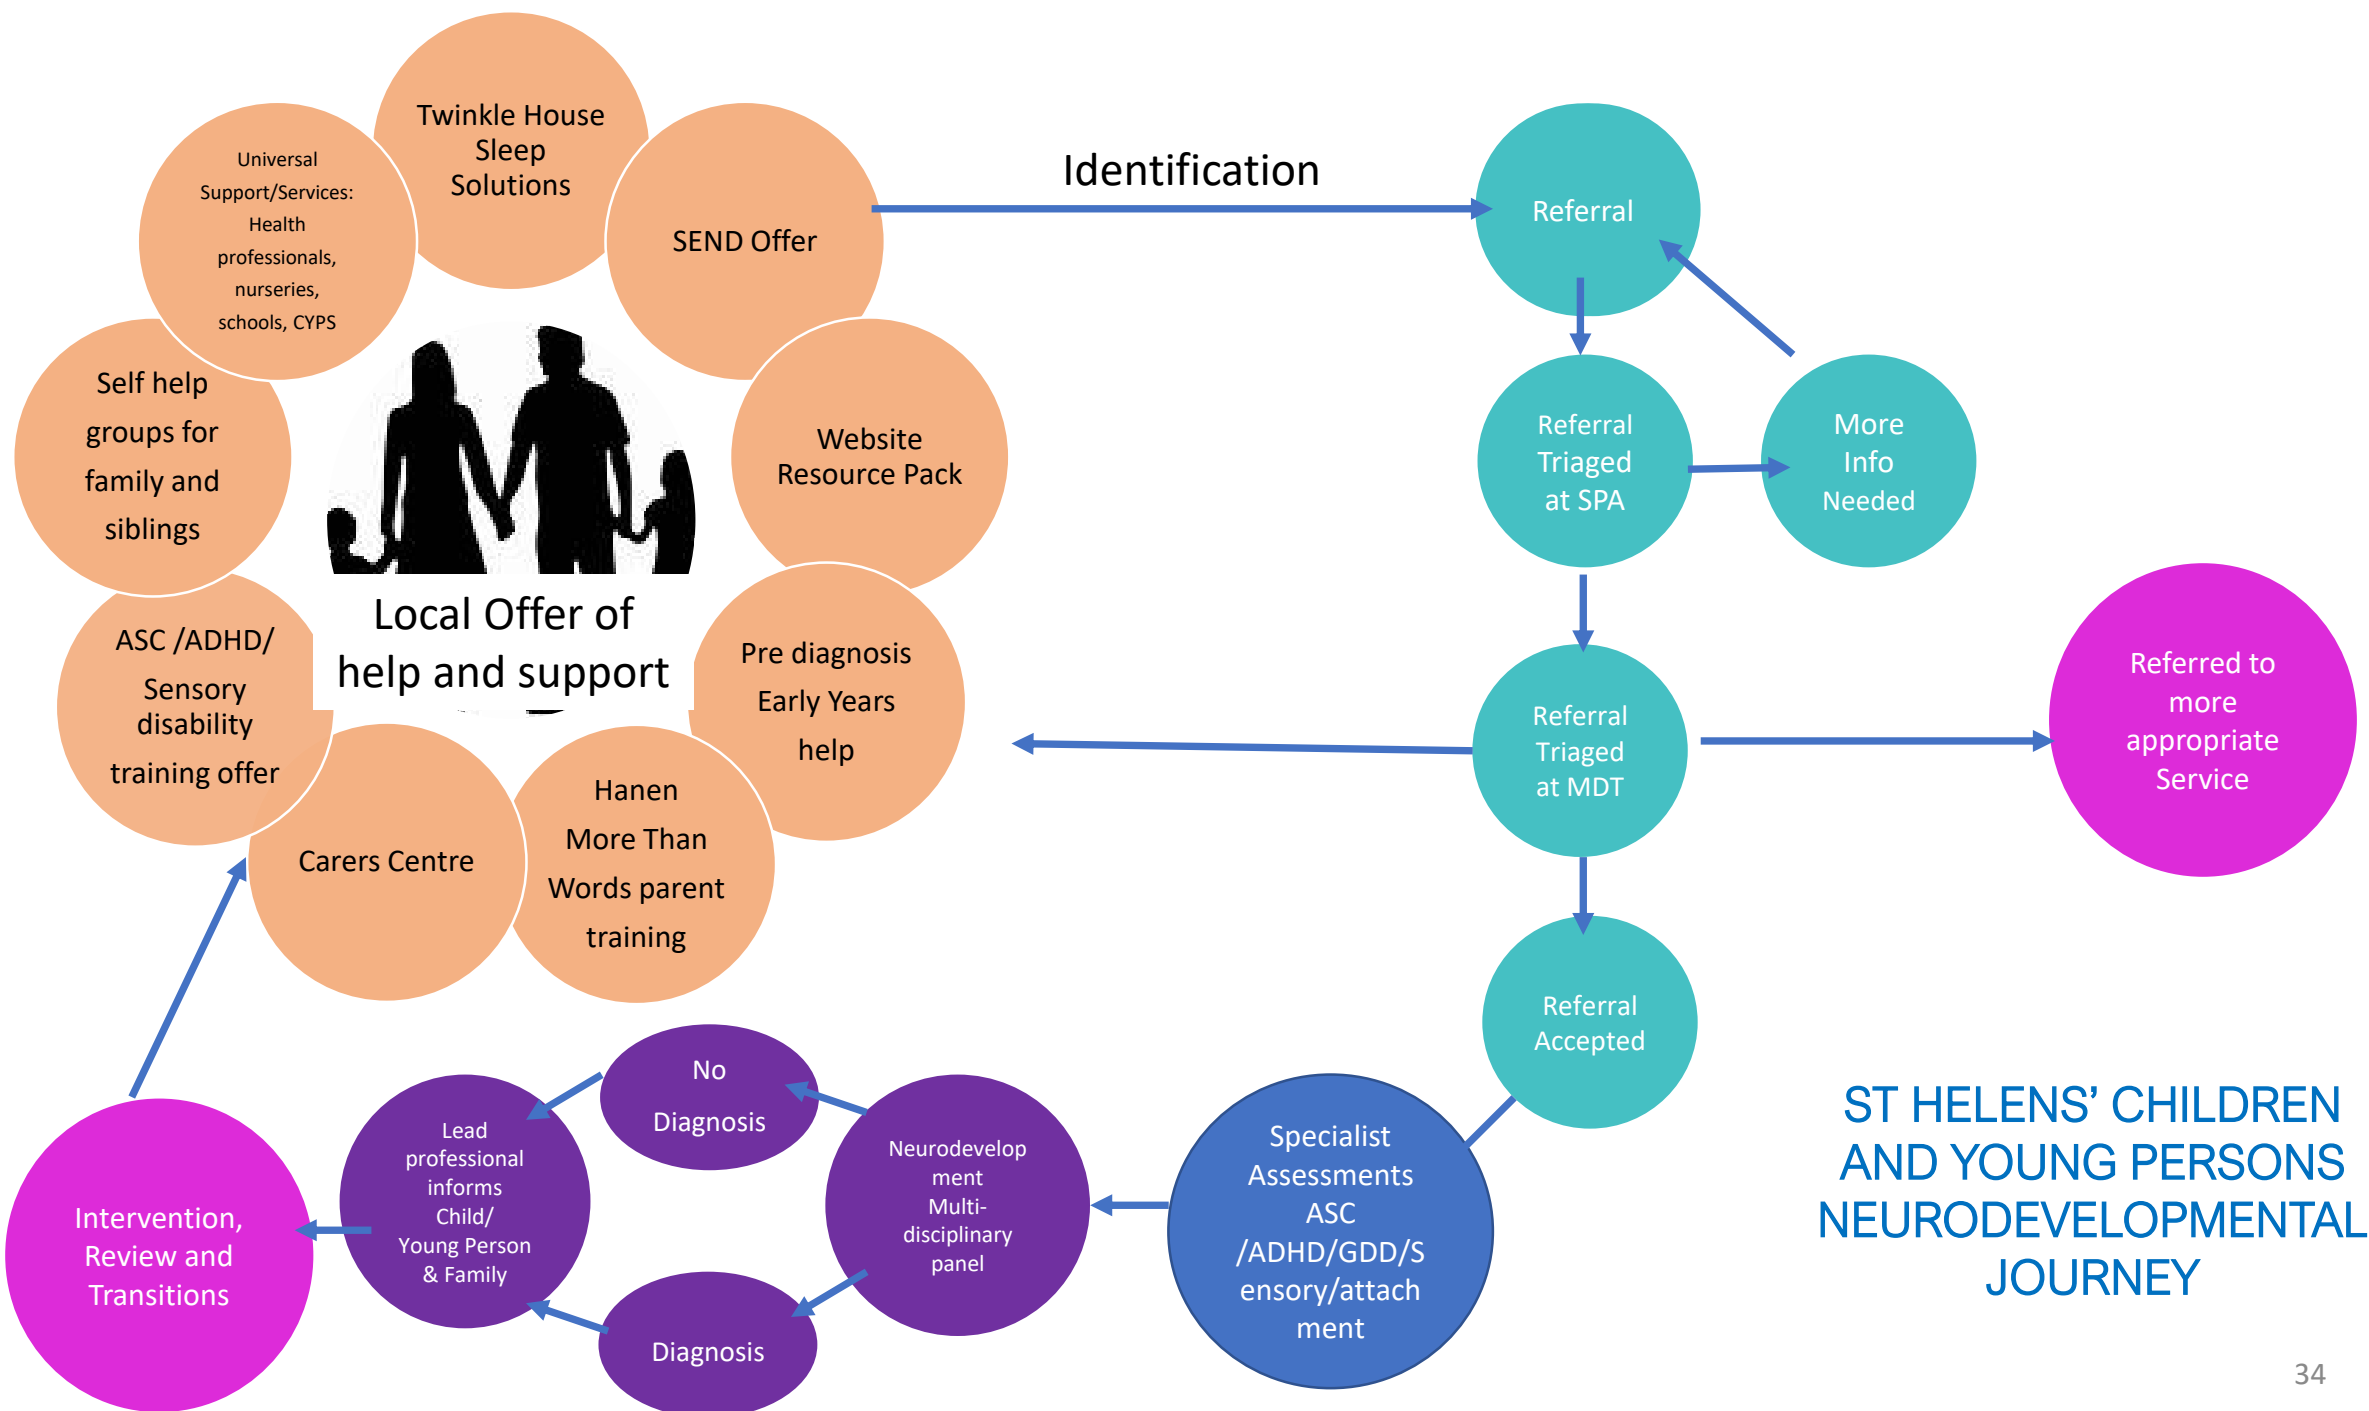 Twinkle House
Sleep
Solutions
Universal
Support/Services:
Health
professionals,
nurseries,
schools, CYPS
SEND Offer
Self help
groups for
family and
siblings
Website
Resource Pack
Local Offer of
help and support
ASC /ADHD/
Sensory
disability
training offer
Pre diagnosis
Early Years
help
Carers Centre
Hanen
More Than
Words parent
training
Identification
Referral
Referral
Triaged
at SPA
More
Info
Needed
Referral
Triaged
at MDT
Referred to
more
appropriate
Service
Referral
Accepted
Specialist
Assessments
ASC
/ADHD/GDD/S
ensory/attach
ment
Neurodevelop
ment
Multi-
disciplinary
panel
No
Diagnosis
Diagnosis
Lead
professional
informs
Child/
Young Person
& Family
Intervention,
Review and
Transitions
ST HELENS’ CHILDREN
AND YOUNG PERSONS
NEURODEVELOPMENTAL
JOURNEY
34